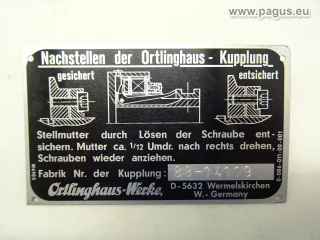 www.pagus.eu
Nachstellen der Ortlinghaus - Kupplung
gesichert
entsichert
Stellmutter durch Lösen der Schraube ent-
sichern. Mutter ca. 1/12 Umdr. nach rechts drehen,
Schrauben wieder anziehen.
Fabrik Nr. der Kupplung:
Ortlinghaus-Werke,
D-5632 Wermelskirchen
W.-Germany